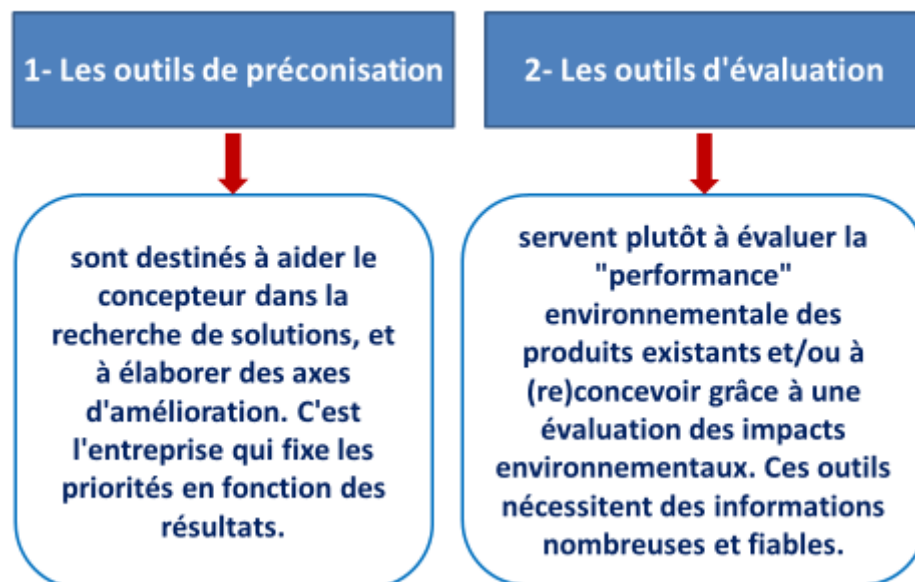 1- Les outils de préconisation
sont destinés à aider le
concepteur dans la
recherche de solutions, et
à élaborer des axes
d'amélioration. C'est
l'entreprise qui fixe les
priorités en fonction des
résultats.
2- Les outils d'évaluation
servent plutôt à évaluer la
"performance"
environnementale des
produits existants et/ou à
(re)concevoir grâce à une
évaluation des impacts
environnementaux. Ces outils
nécessitent des informations
nombreuses et fiables.